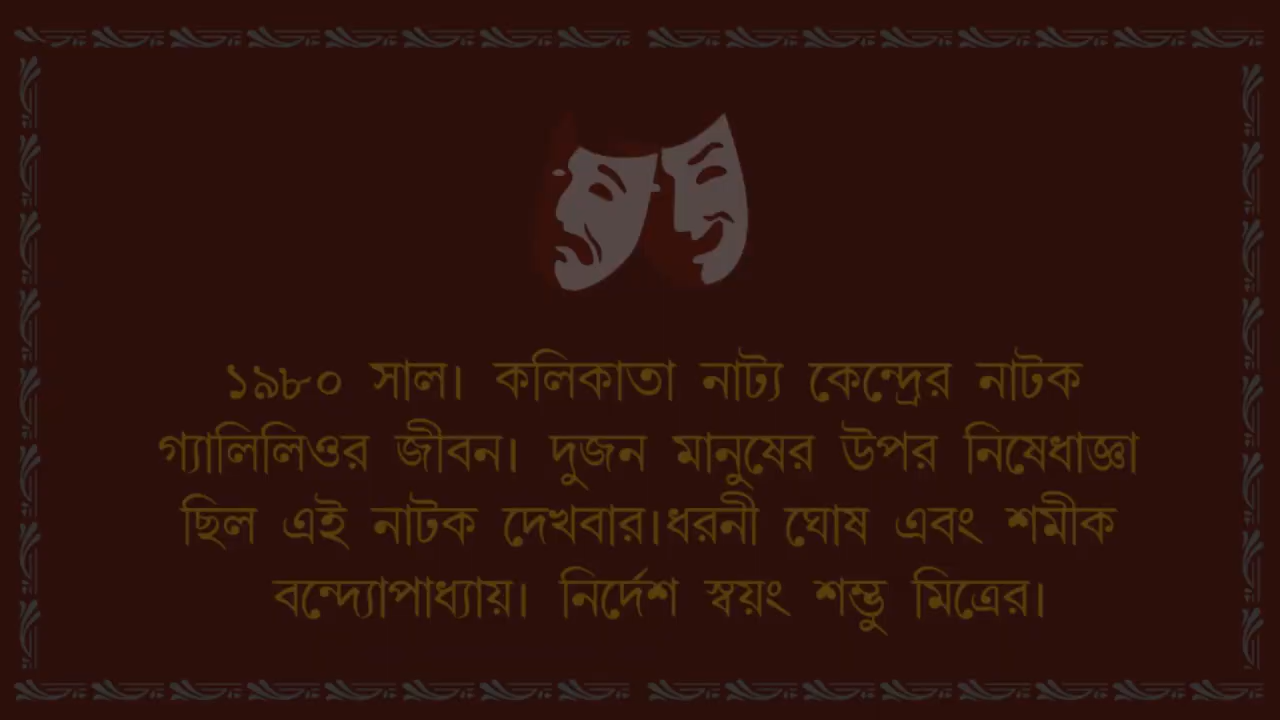 ১৯৮০ সাল। কলিকাতা নাট্য কেন্দ্রের নাটক
গ্যালিলিওর জীবন। দুজন মানুষের উপর নিষেধাজ্ঞা
ছিল এই নাটক দেখবার।ধরনী ঘোষ এবং শমীক
বন্দ্যোপাধ্যায়। নির্দেশ স্বয়ং শম্ভু মিত্রের।